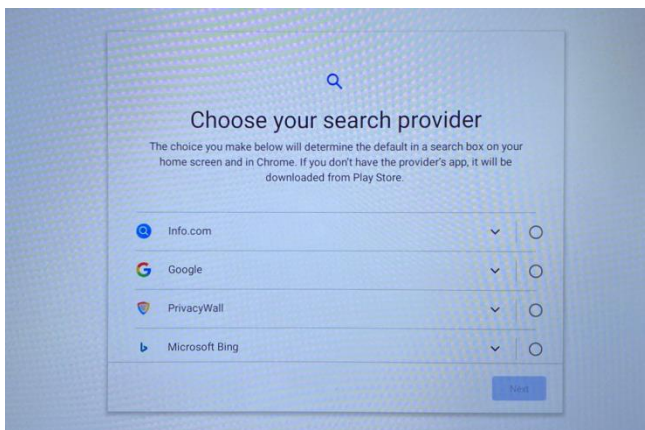 Choose your search provider
The choice you make below will determine the default in a search box on your
home screen and in Chrome. If you don't have the provider's app, it will be
downloaded from Play Store.
Info.com
Google
PrivacyWall
Microsoft Bing
Next